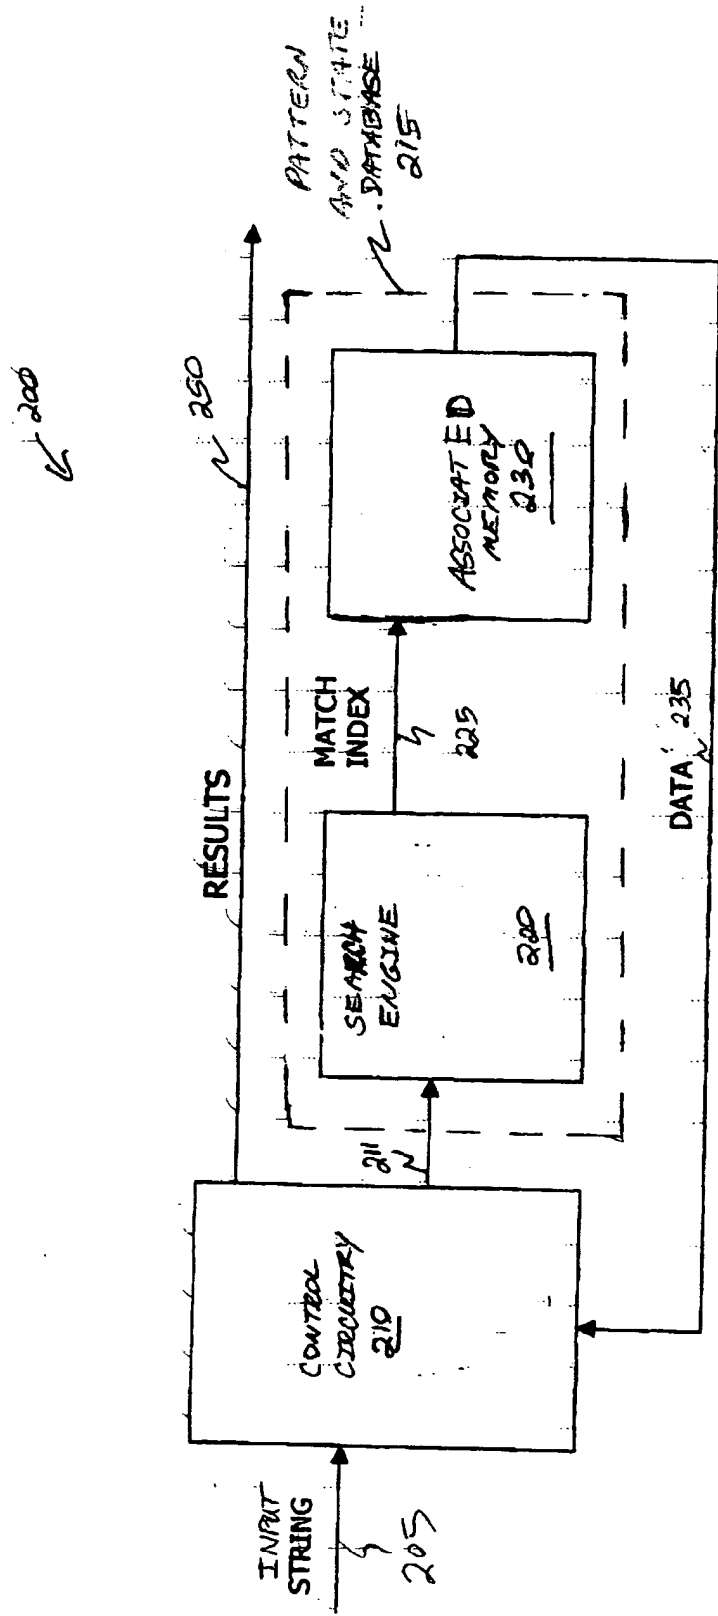 200
PATTERN
AND STATE
DATABASE
215
RESULTS
250
INPUT
STRING
205
CONTROL
CIRCUITRY
210
211
SEARCH
ENGINE
220
MATCH
INDEX
225
ASSOCIATED
MEMORY
230
DATA
235